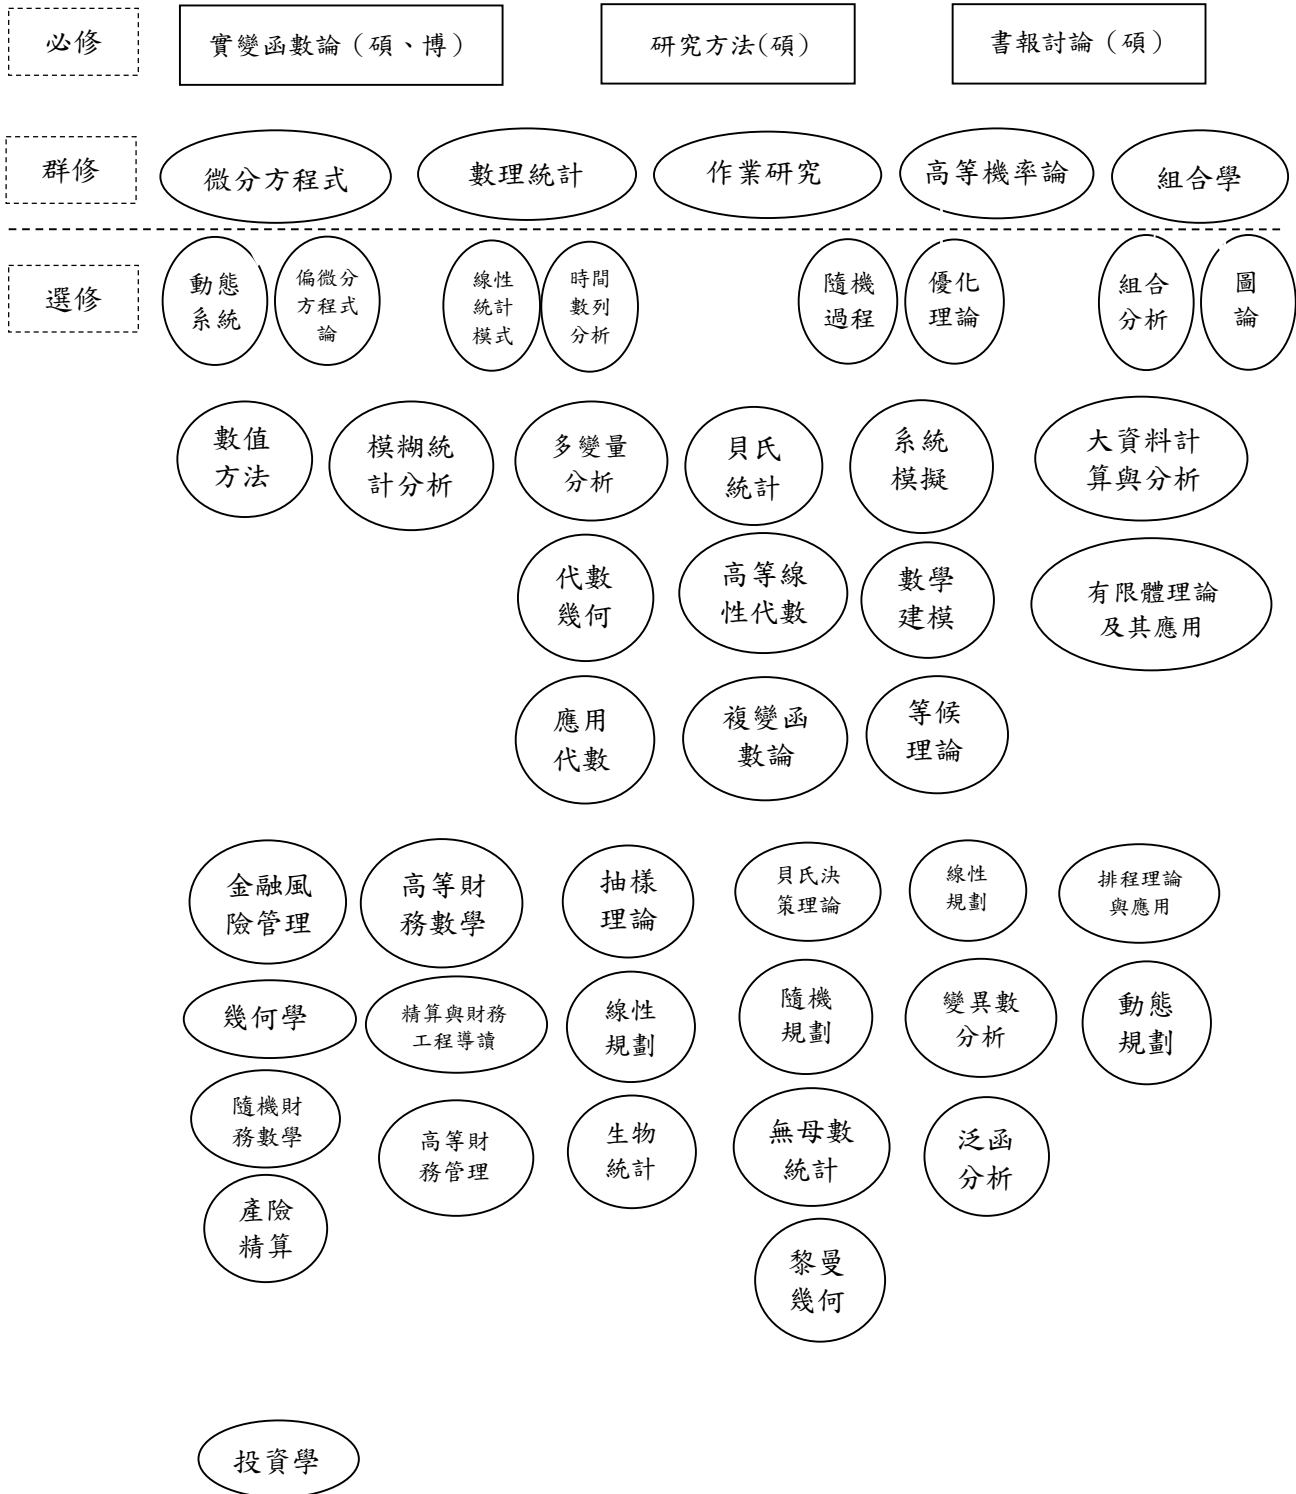 必修
實變函數論（碩、博）
研究方法(碩)
書報討論（碩）
群修
微分方程式
數理統計
作業研究
高等機率論
組合學
選修
動態
系統
偏微分
方程式
論
線性
統計
模式
時間
數列
分析
隨機
過程
優化
理論
組合
分析
圖
論
數值
方法
模糊統
計分析
多變量
分析
貝氏
統計
系統
模擬
大資料計
算與分析
代數
幾何
高等線
性代數
數學
建模
有限體理論
及其應用
應用
代數
複變函
數論
等候
理論
金融風
險管理
高等財
務數學
抽樣
理論
貝氏決
策理論
線性
規劃
排程理論
與應用
幾何學
精算與財務
工程導讀
線性
規劃
隨機
規劃
變異數
分析
動態
規劃
隨機財
務數學
高等財
務管理
生物
統計
無母數
統計
泛函
分析
產險
精算
黎曼
幾何
投資學